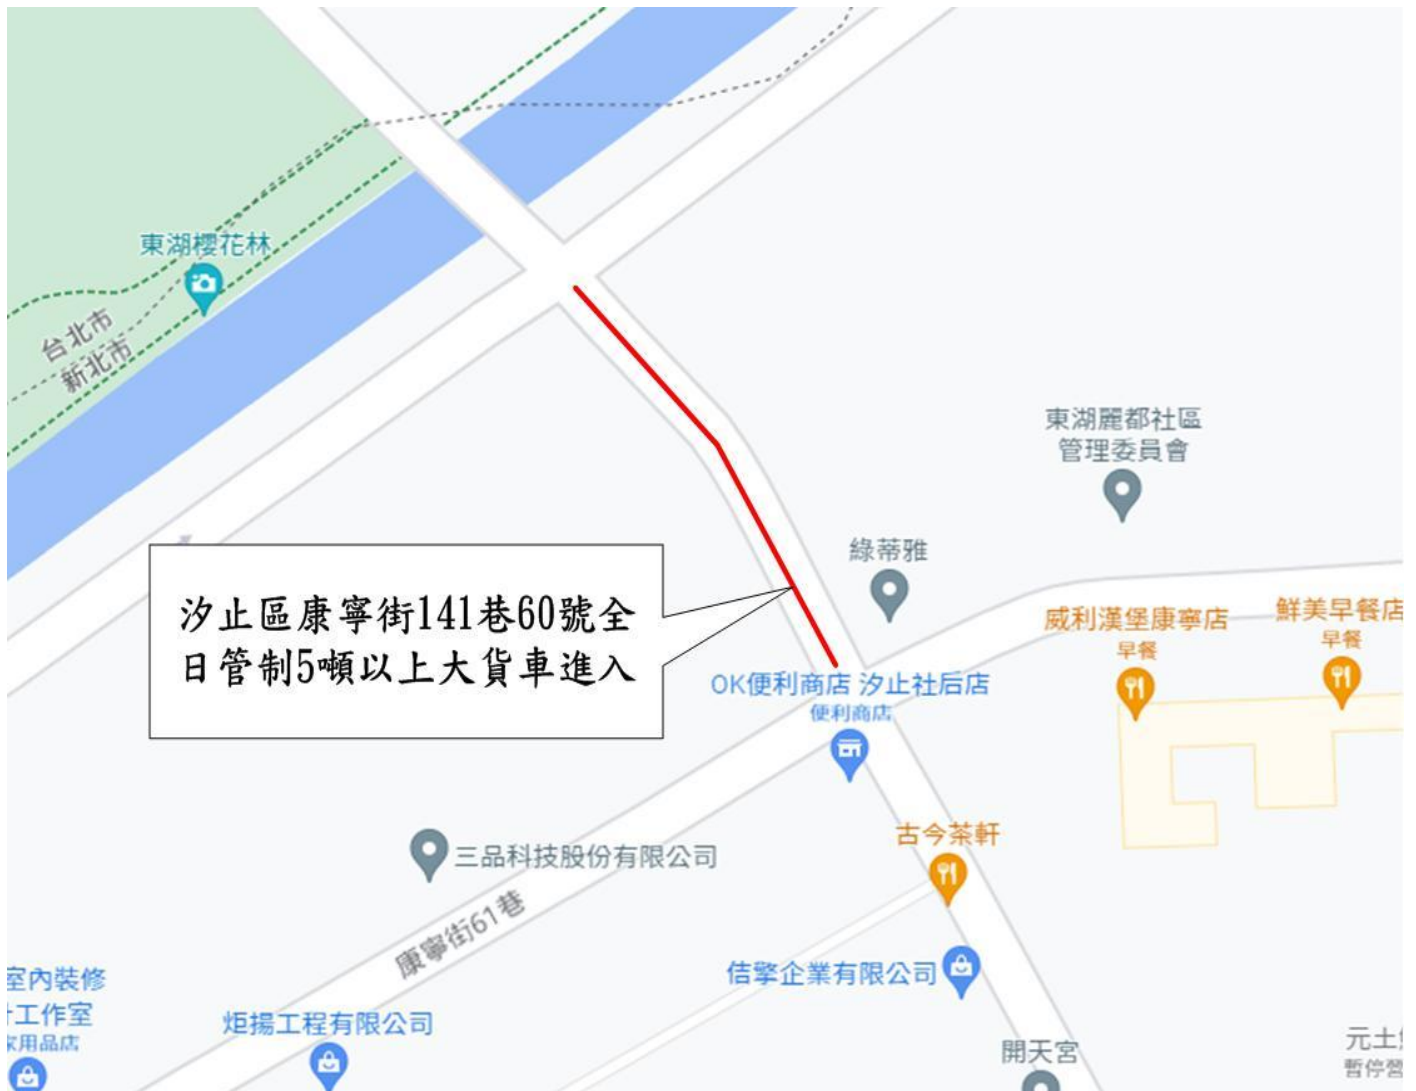 東湖櫻花林
台北市
新北市
東湖麗都社區
管理委員會
綠蒂雅
汐止區康寧街141巷60號全
日管制5噸以上大貨車進入
威利漢堡康寧店
早餐
鮮美早餐店
早餐
OK便利商店 汐止社后店
便利商店
古今茶軒
三品科技股份有限公司
康寧街61巷
佶擎企業有限公司
室內裝修
工作室
家用品店
炬揚工程有限公司
開天宮
元土
暫停營